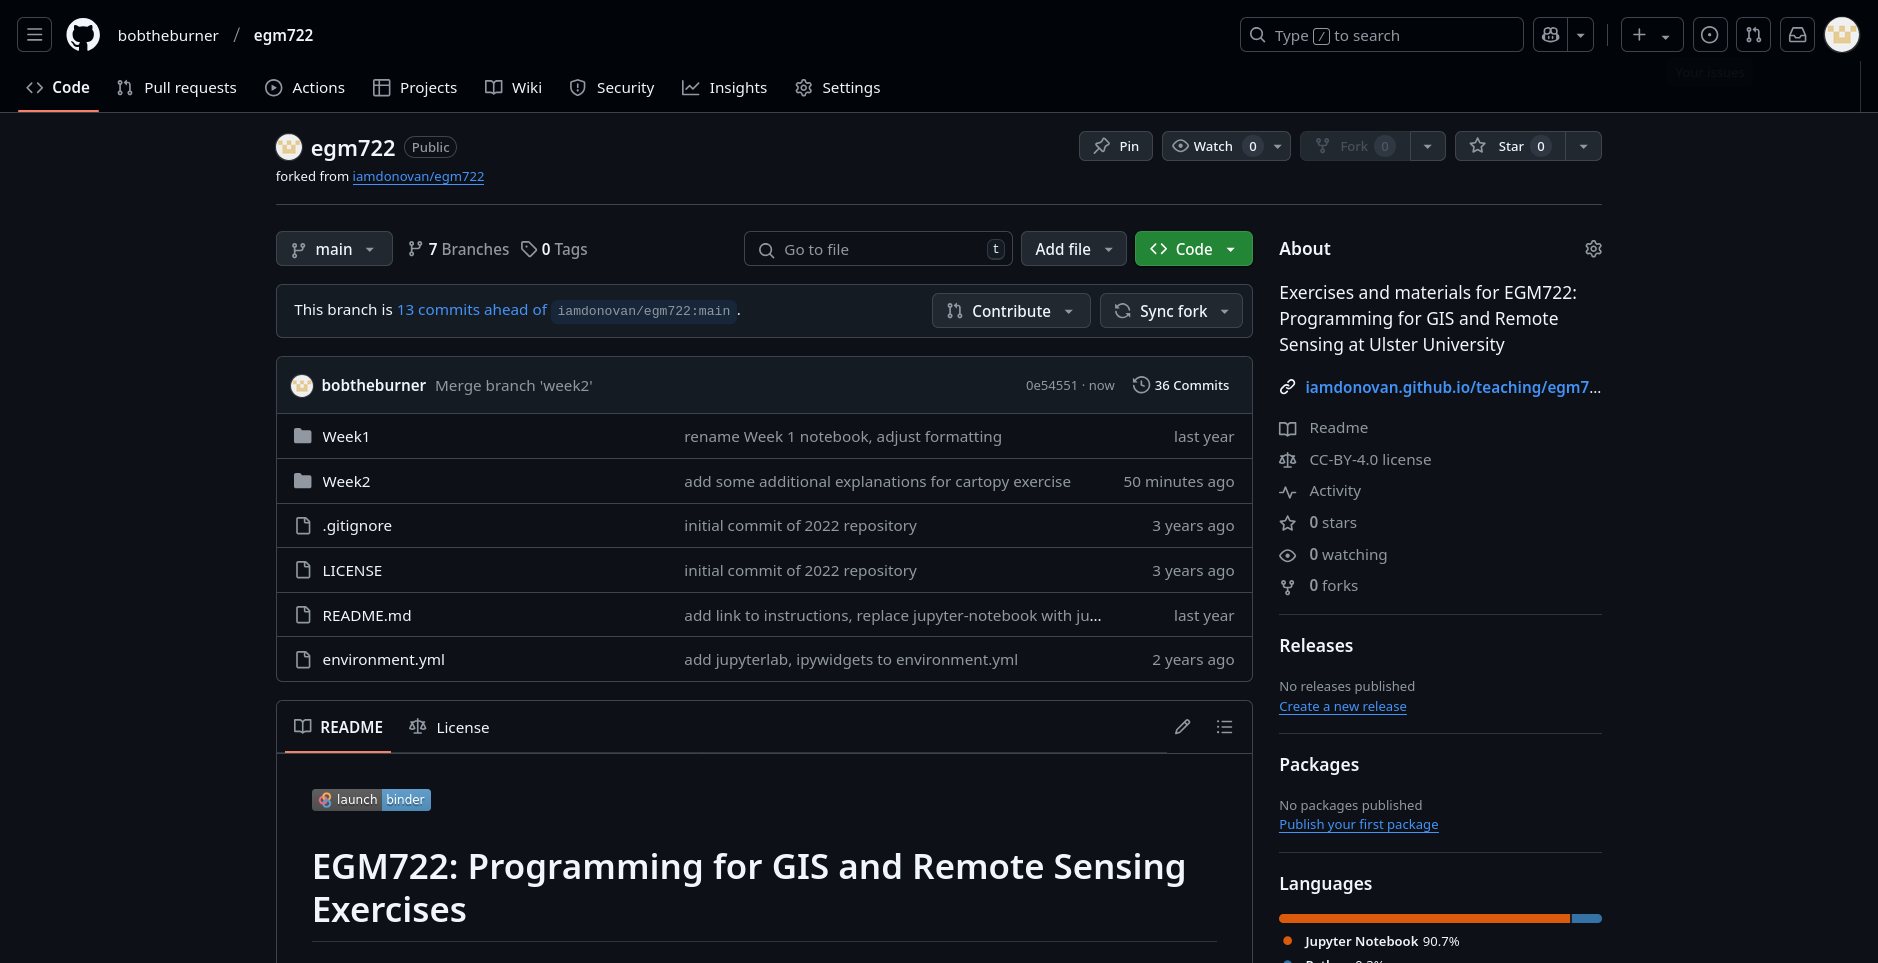 bobtheburner / egm722
Type / to search
Your issues
Code Pull requests Actions Projects Wiki Security Insights Settings
egm722 Public
forked from iamdonovan/egm722
Pin Watch 0 Fork 0 Star 0
main 7 Branches 0 Tags Go to file t Add file Code
This branch is 13 commits ahead of iamdonovan/egm722:main.
Contribute Sync fork
bobtheburner Merge branch 'week2' 0e54551 · now 36 Commits
Week1 rename Week 1 notebook, adjust formatting last year
Week2 add some additional explanations for cartopy exercise 50 minutes ago
.gitignore initial commit of 2022 repository 3 years ago
LICENSE initial commit of 2022 repository 3 years ago
README.md add link to instructions, replace jupyter-notebook with ju... last year
environment.yml add jupyterlab, ipywidgets to environment.yml 2 years ago
README License
launch binder
EGM722: Programming for GIS and Remote Sensing
Exercises
About
Exercises and materials for EGM722:
Programming for GIS and Remote
Sensing at Ulster University
iamdonovan.github.io/teaching/egm7...
Readme
CC-BY-4.0 license
Activity
0 stars
0 watching
0 forks
Releases
No releases published
Create a new release
Packages
No packages published
Publish your first package
Languages
Jupyter Notebook 90.7%